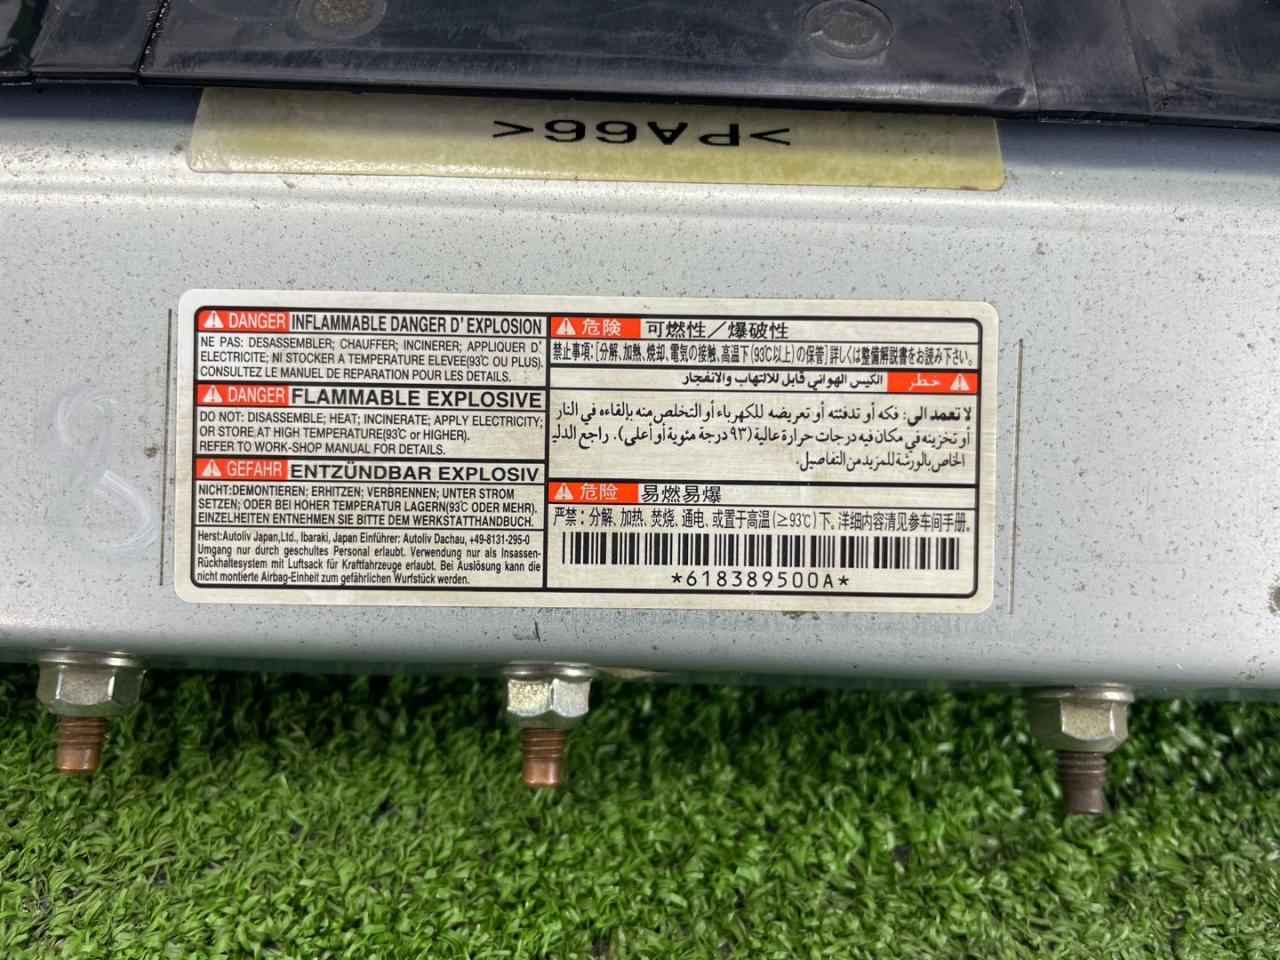 >PA66<
DANGER INFLAMMABLE DANGER D'EXPLOSION
NE PAS: DESASSEMBLER; CHAUFFER; INCINERER; APPLIQUER D'
ELECTRICITE; NI STOCKER A TEMPERATURE ELEVEE(93℃ OU PLUS).
CONSULTEZ LE MANUEL DE REPARATION POUR LES DETAILS.
DANGER FLAMMABLE EXPLOSIVE
DO NOT: DISASSEMBLE; HEAT; INCINERATE; APPLY ELECTRICITY;
OR STORE AT HIGH TEMPERATURE(93℃ or HIGHER).
REFER TO WORK-SHOP MANUAL FOR DETAILS.
GEFAHR ENTZÜNDBAR EXPLOSIV
NICHT:DEMONTIEREN; ERHITZEN; VERBRENNEN; UNTER STROM
SETZEN; ODER BEI HOHER TEMPERATUR LAGERN(93℃ ODER MEHR).
EINZELHEITEN ENTNEHMEN SIE BITTE DEM WERKSTATTHANDBUCH.
Herst:Autoliv Japan,Ltd., Ibaraki, Japan Einführer: Autoliv Dachau, +49-8131-295-0
Umgang nur durch geschultes Personal erlaubt. Verwendung nur als Insassen-
Rückhaltesystem mit Luftsack für Kraftfahrzeuge erlaubt. Bei Auslösung kann die
nicht montierte Airbag-Einheit zum gefährlichen Wurfstück werden.
危険 可燃性／爆破性
禁止事項:[分解、加熱、焼却、電気の接触、高温下(93℃以上)の保管]詳しくは整備解説書をお読み下さい。
خطر الكيس الهوائي قابل للالتهاب والانفجار
لا تعمد الى: فكه أو تدفئته أو تعريضه للكهرباء أو التخلص منه بإلقاءه في النار
أو تخزينه في مكان فيه درجات حرارة عالية (٩٣ درجة مئوية أو أعلى). راجع الدليل
الخاص بالورشة للمزيد من التفاصيل.
危险 易燃易爆
严禁：分解、加热、焚烧、通电、或置于高温(≥93℃)下。详细内容请见参车间手册.
*618389500A*